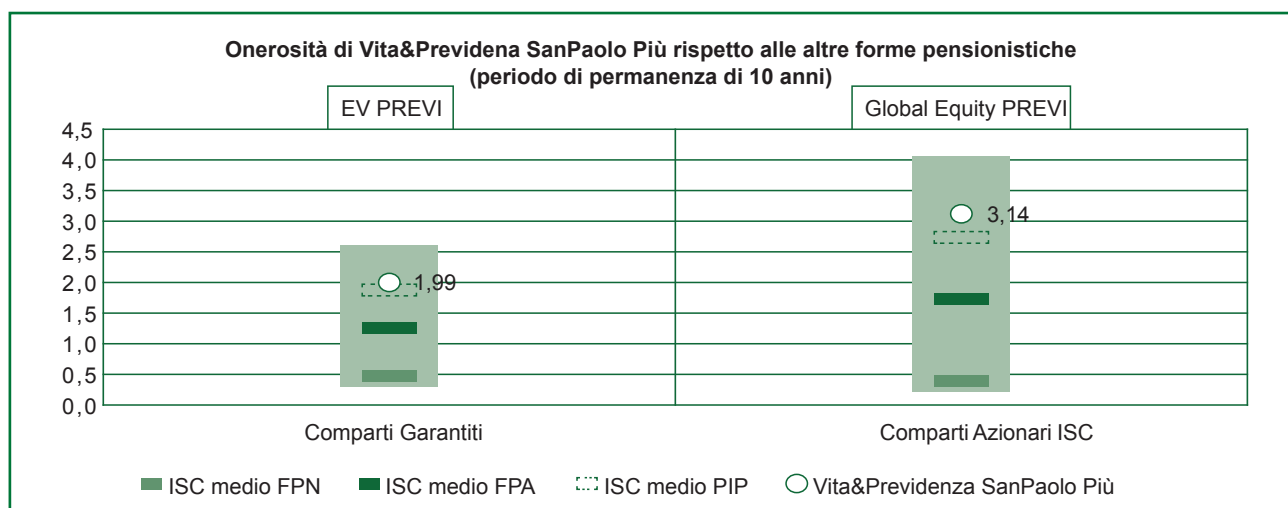 Onerosità di Vita&Previdena SanPaolo Più rispetto alle altre forme pensionistiche
(periodo di permanenza di 10 anni)
EV PREVI
Global Equity PREVI
4,5
4,0
3,5
3,0
2,5
2,0
1,5
1,0
0,5
0,0
3,14
1,99
Comparti Garantiti
Comparti Azionari ISC
ISC medio FPN
ISC medio FPA
ISC medio PIP
Vita&Previdenza SanPaolo Più